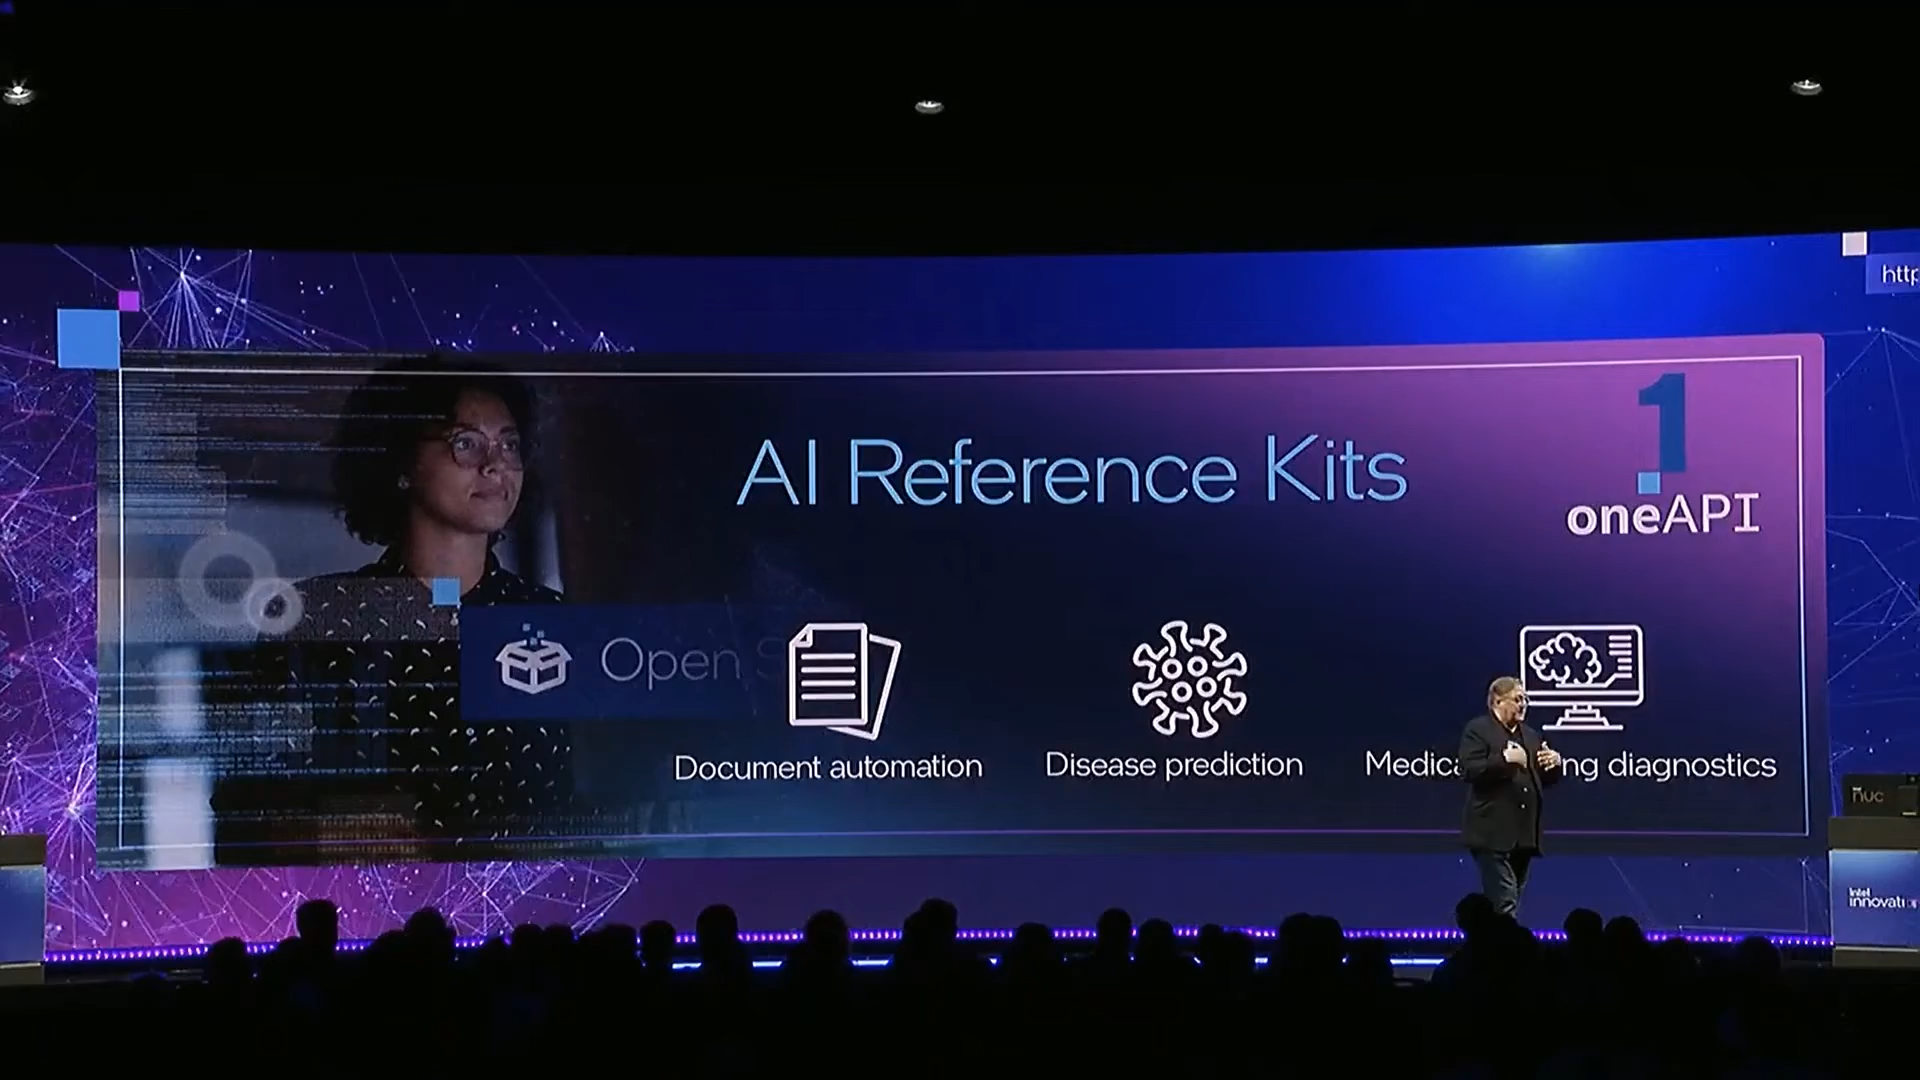 http
AI Reference Kits
1
oneAPI
Open S
Document automation
Disease prediction
Medica ng diagnostics
nuc
intel
innovati